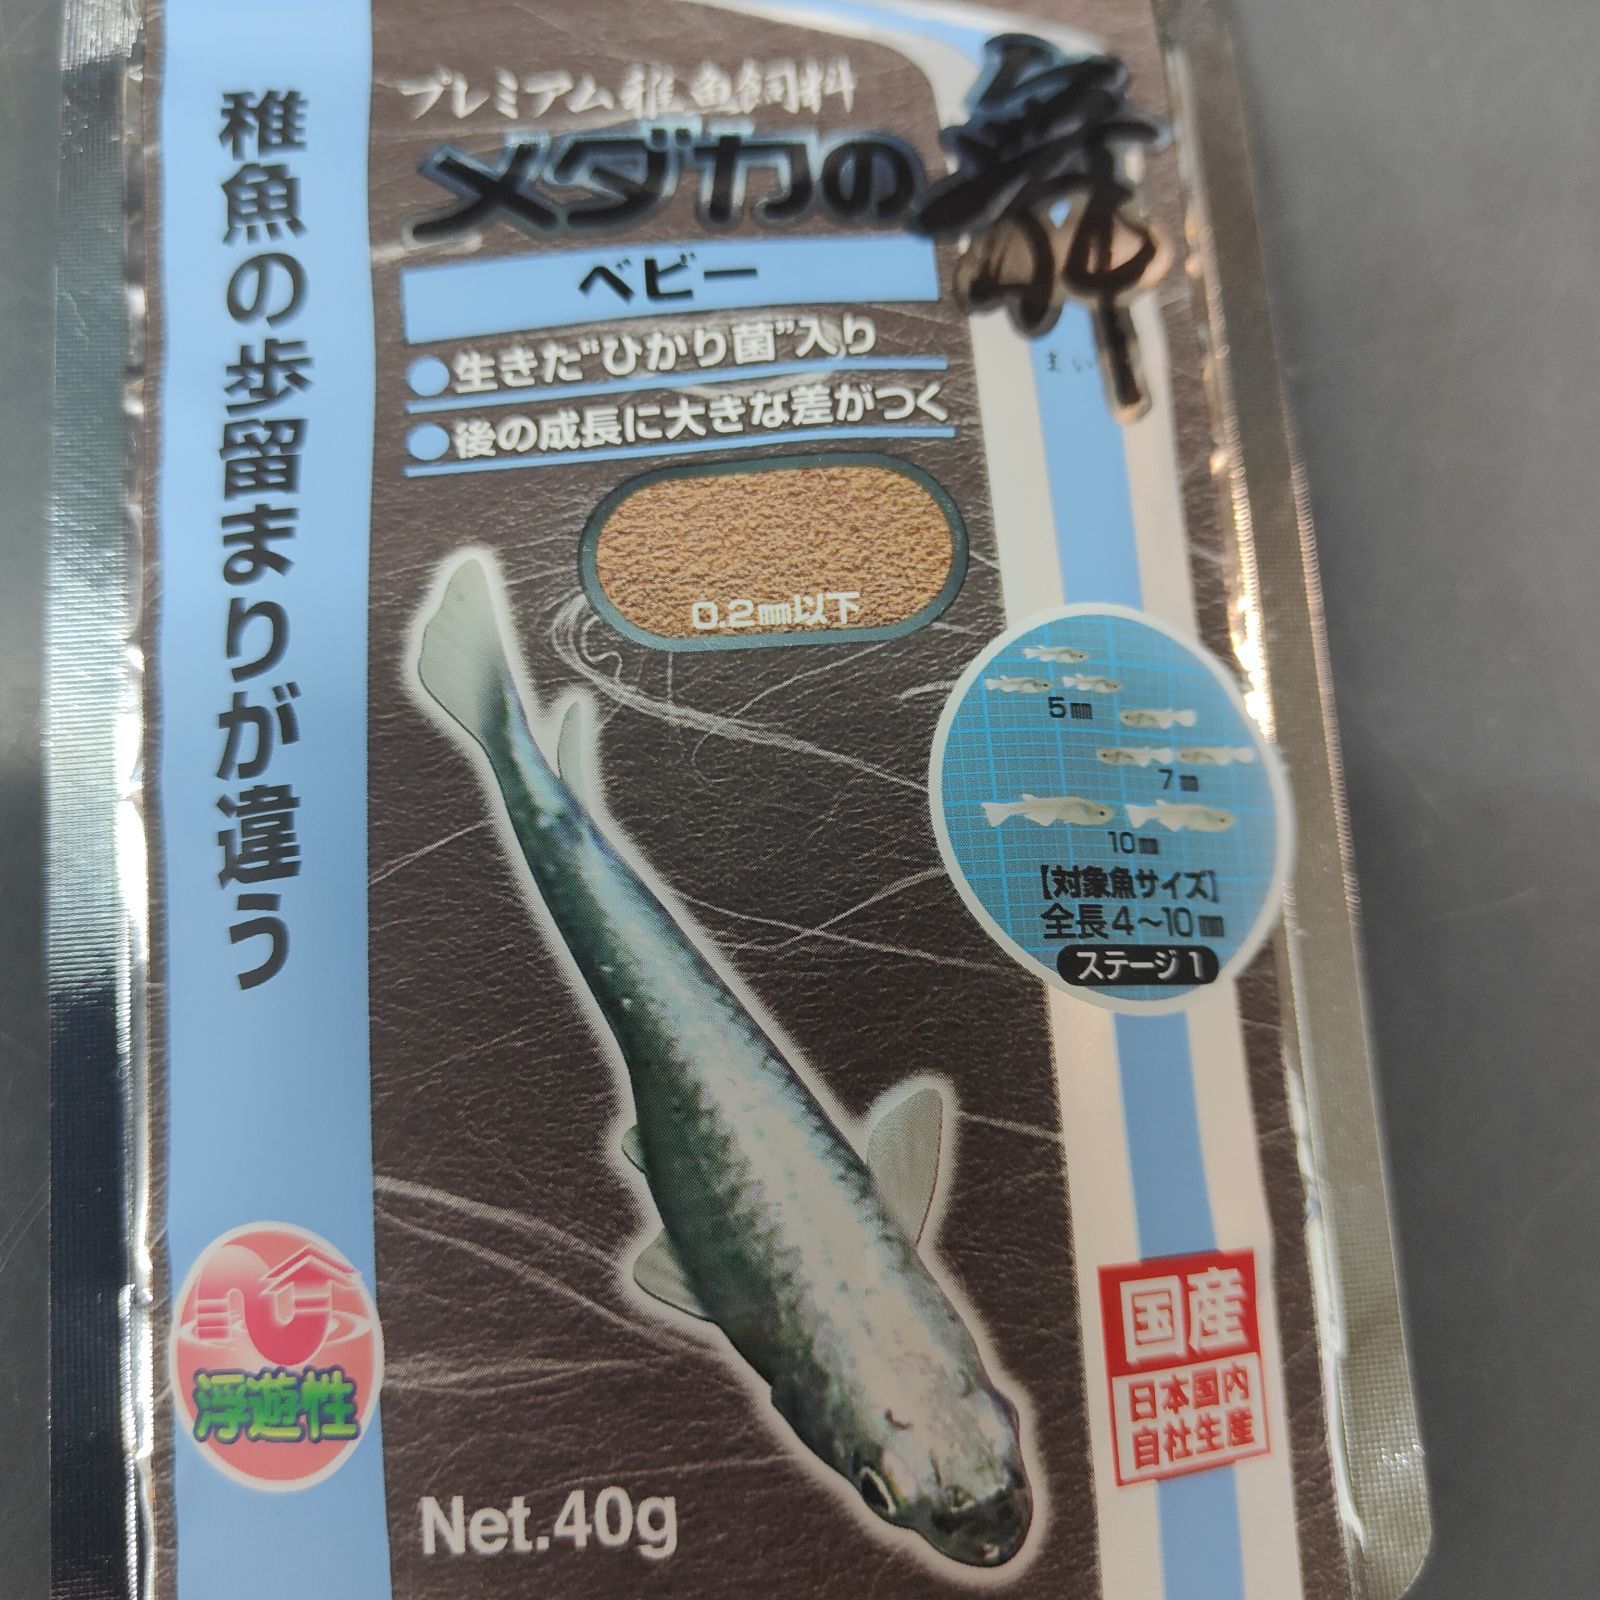 プレミアム稚魚飼料
メダカの舞
まい
ベビー
●生きた"ひかり菌"入り
●後の成長に大きな差がつく
0.2㎜以下
稚魚の歩留まりが違う
5㎜
7㎜
10㎜
【対象魚サイズ】
全長4～10㎜
ステージ1
浮遊性
国産
日本国内
自社生産
Net.40g